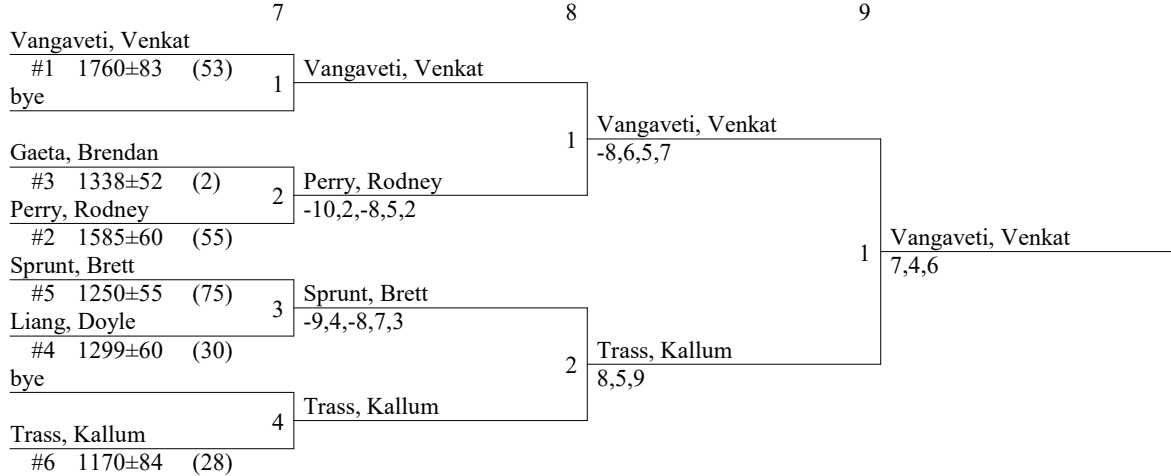 7 8 9
Vangaveti, Venkat
#1 1760±83 (53)
bye
1
Vangaveti, Venkat
Gaeta, Brendan
#3 1338±52 (2)
Perry, Rodney
#2 1585±60 (55)
2
Perry, Rodney
-10,2,-8,5,2
1
Vangaveti, Venkat
-8,6,5,7
Sprunt, Brett
#5 1250±55 (75)
Liang, Doyle
#4 1299±60 (30)
3
Sprunt, Brett
-9,4,-8,7,3
bye
Trass, Kallum
#6 1170±84 (28)
4
Trass, Kallum
2
Trass, Kallum
8,5,9
1
Vangaveti, Venkat
7,4,6